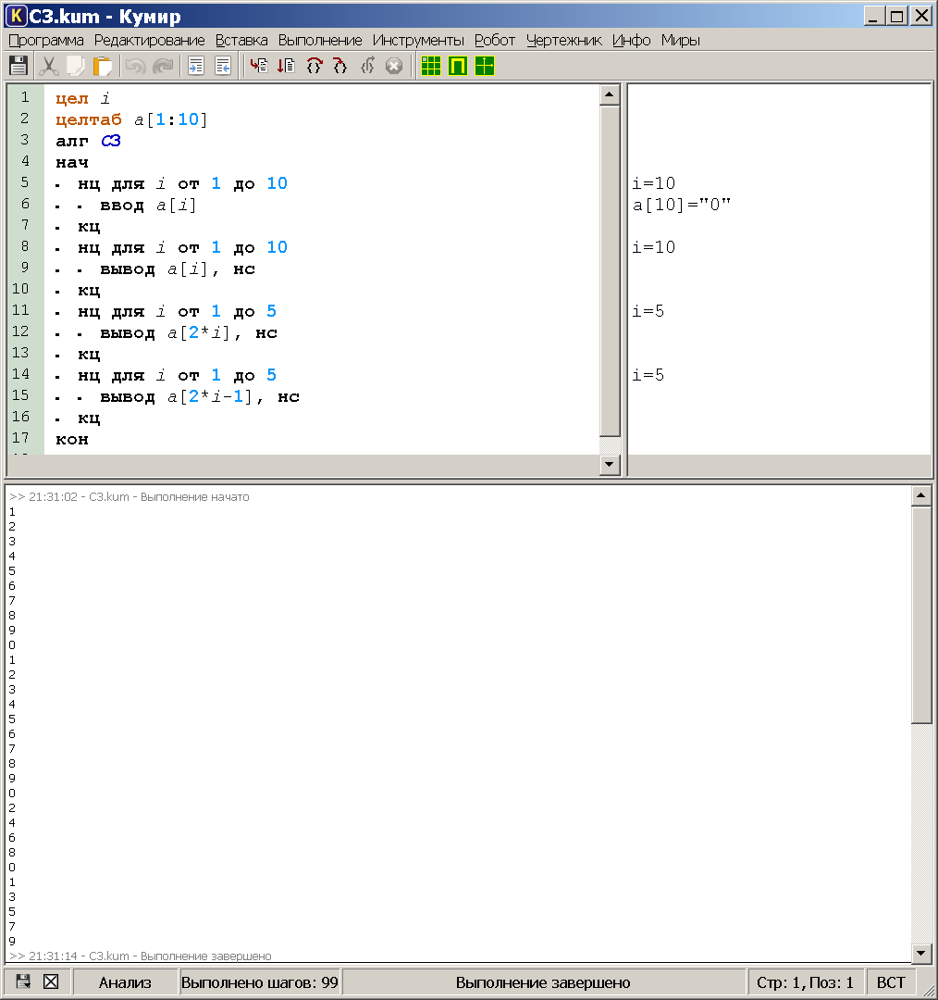 C3.kum - Кумир
Программа Редактирование Вставка Выполнение Инструменты Робот Чертежник Инфо Миры
1 цел i
2 целтаб a[1:10]
3 алг C3
4 нач
5 . нц для i от 1 до 10 i=10
6 . . ввод a[i] a[10]="0"
7 . кц
8 . нц для i от 1 до 10 i=10
9 . . вывод a[i], нс
10 . кц
11 . нц для i от 1 до 5 i=5
12 . . вывод a[2*i], нс
13 . кц
14 . нц для i от 1 до 5 i=5
15 . . вывод a[2*i-1], нс
16 . кц
17 кон
>> 21:31:02 - C3.kum - Выполнение начато
1
2
3
4
5
6
7
8
9
0
1
2
3
4
5
6
7
8
9
0
2
4
6
8
0
1
3
5
7
9
>> 21:31:14 - C3.kum - Выполнение завершено
Анализ Выполнено шагов: 99 Выполнение завершено Стр: 1, Поз: 1 ВСТ